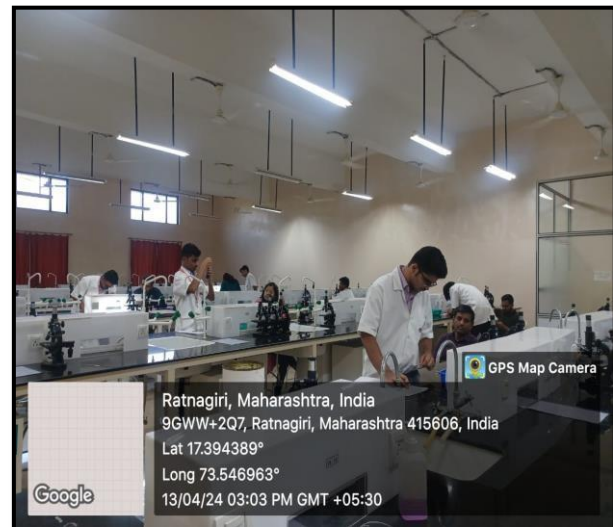 GPS Map Camera
Ratnagiri, Maharashtra, India
9GWW+2Q7, Ratnagiri, Maharashtra 415606, India
Lat 17.394389°
Long 73.546963°
13/04/24 03:03 PM GMT +05:30
Google